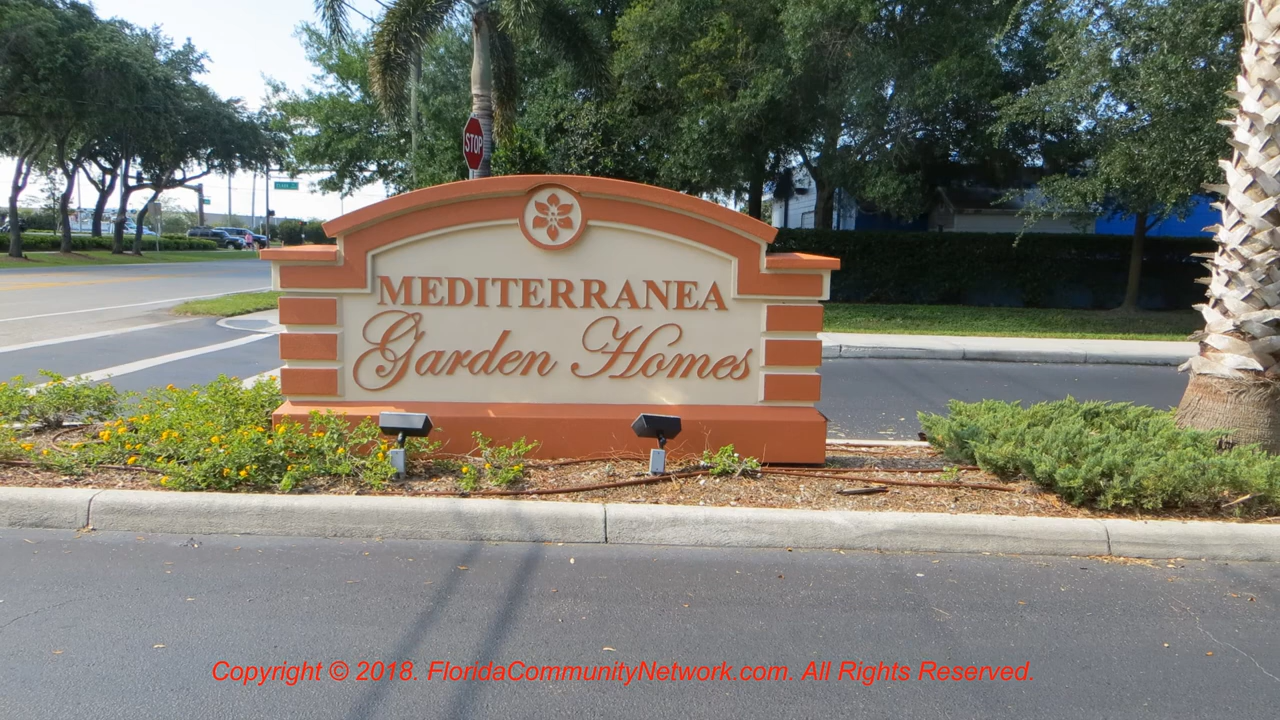 STOP
MEDITERRANEA
Garden Homes
Copyright © 2018. FloridaCommunityNetwork.com. All Rights Reserved.